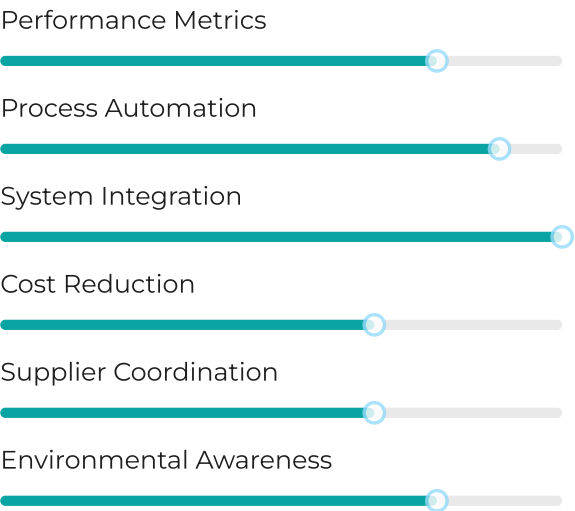 Performance Metrics
Process Automation
System Integration
Cost Reduction
Supplier Coordination
Environmental Awareness